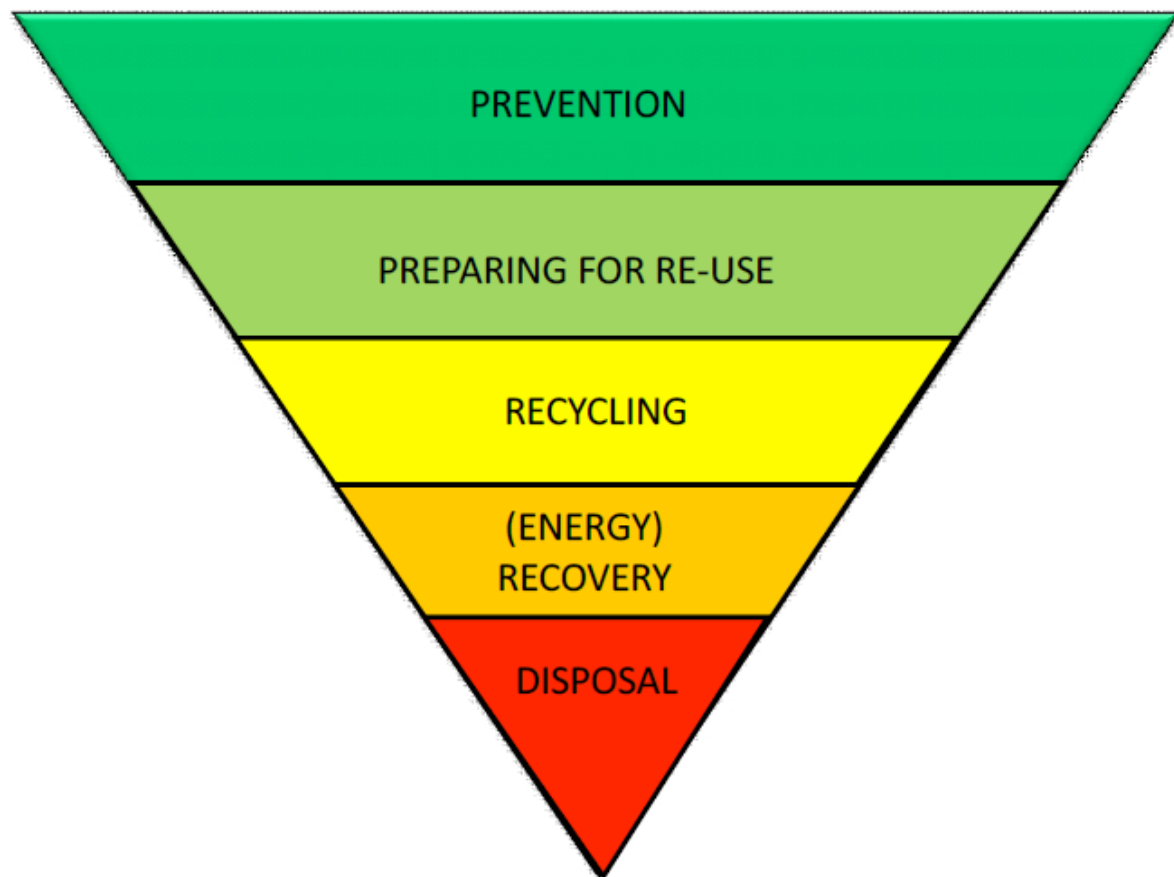 PREVENTION
PREPARING FOR RE-USE
RECYCLING
(ENERGY)
RECOVERY
DISPOSAL